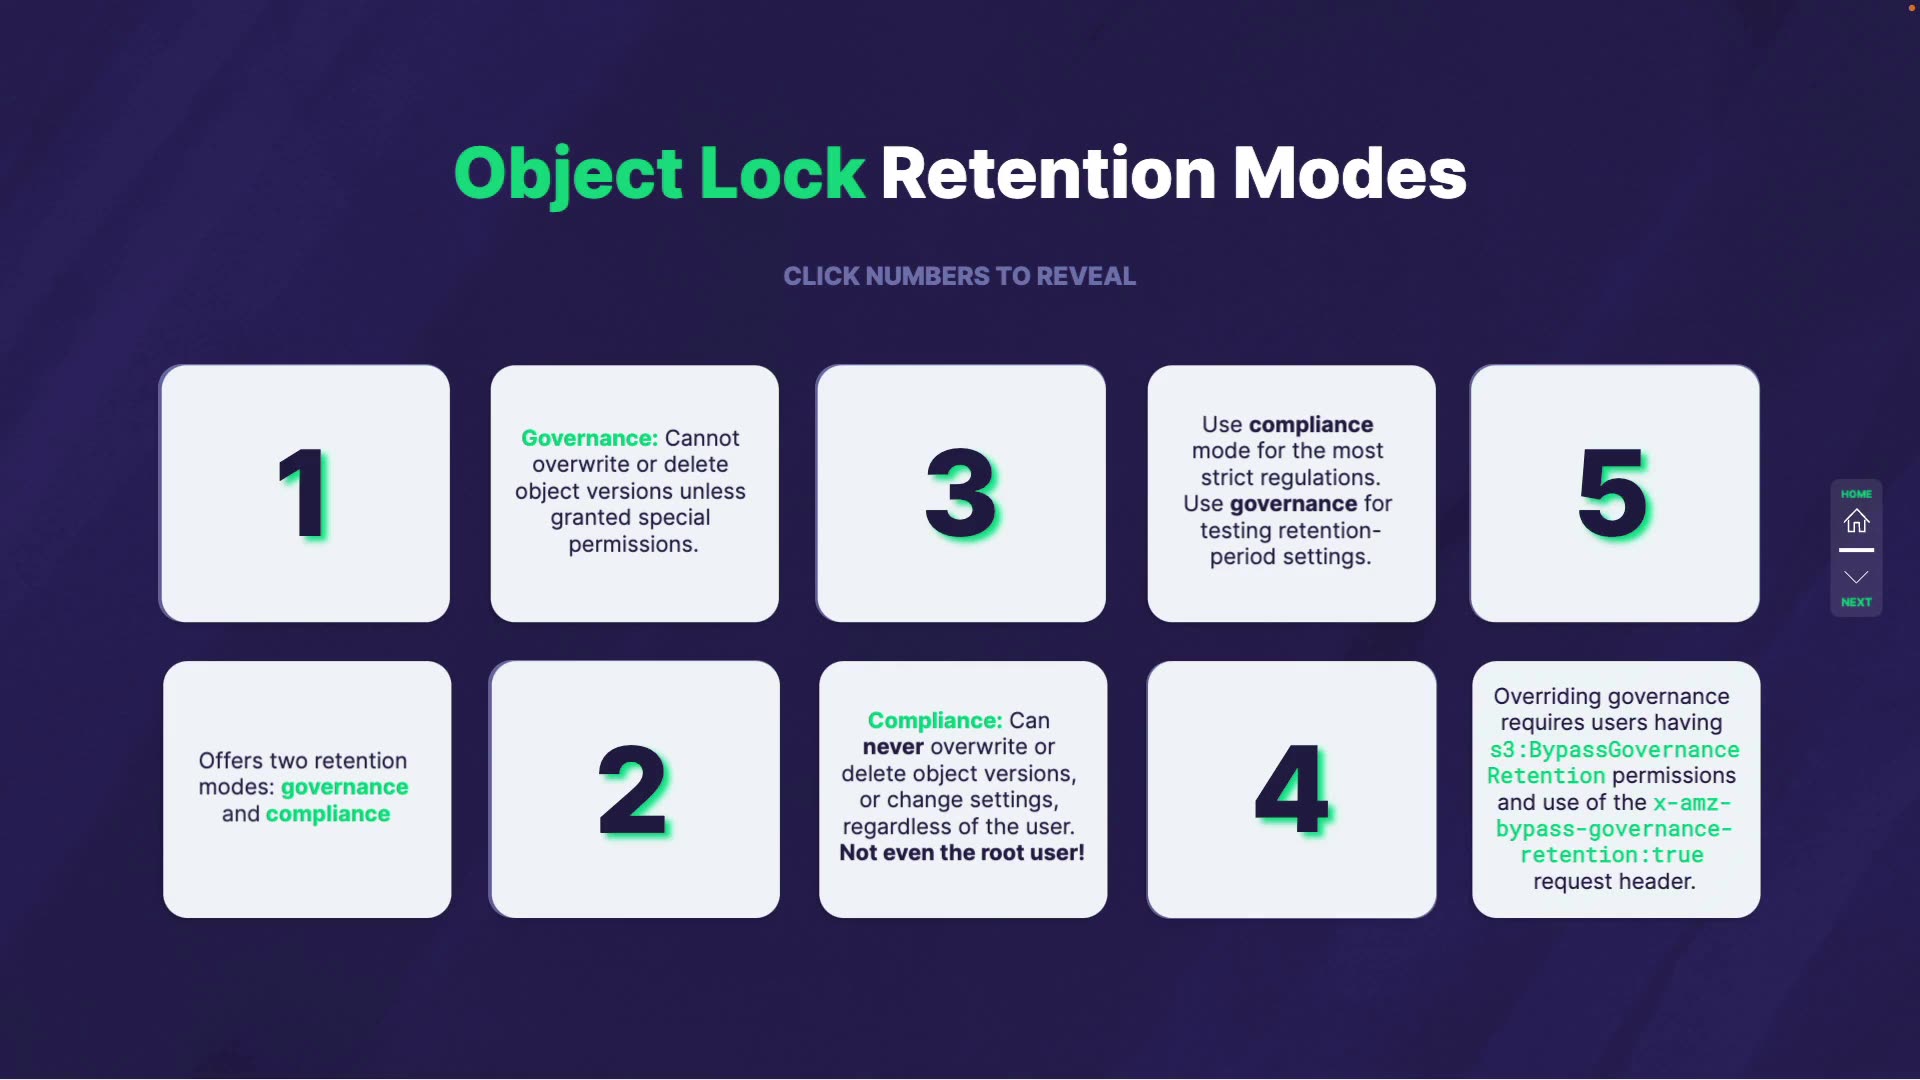 Object Lock Retention Modes
CLICK NUMBERS TO REVEAL
1
Governance: Cannot
overwrite or delete
object versions unless
granted special
permissions.
3
Use compliance
mode for the most
strict regulations.
Use governance for
testing retention-
period settings.
5
Offers two retention
modes: governance
and compliance
2
Compliance: Can
never overwrite or
delete object versions,
or change settings,
regardless of the user.
Not even the root user!
4
Overriding governance
requires users having
s3:BypassGovernance
Retention permissions
and use of the x-amz-
bypass-governance-
retention:true
request header.
HOME
NEXT